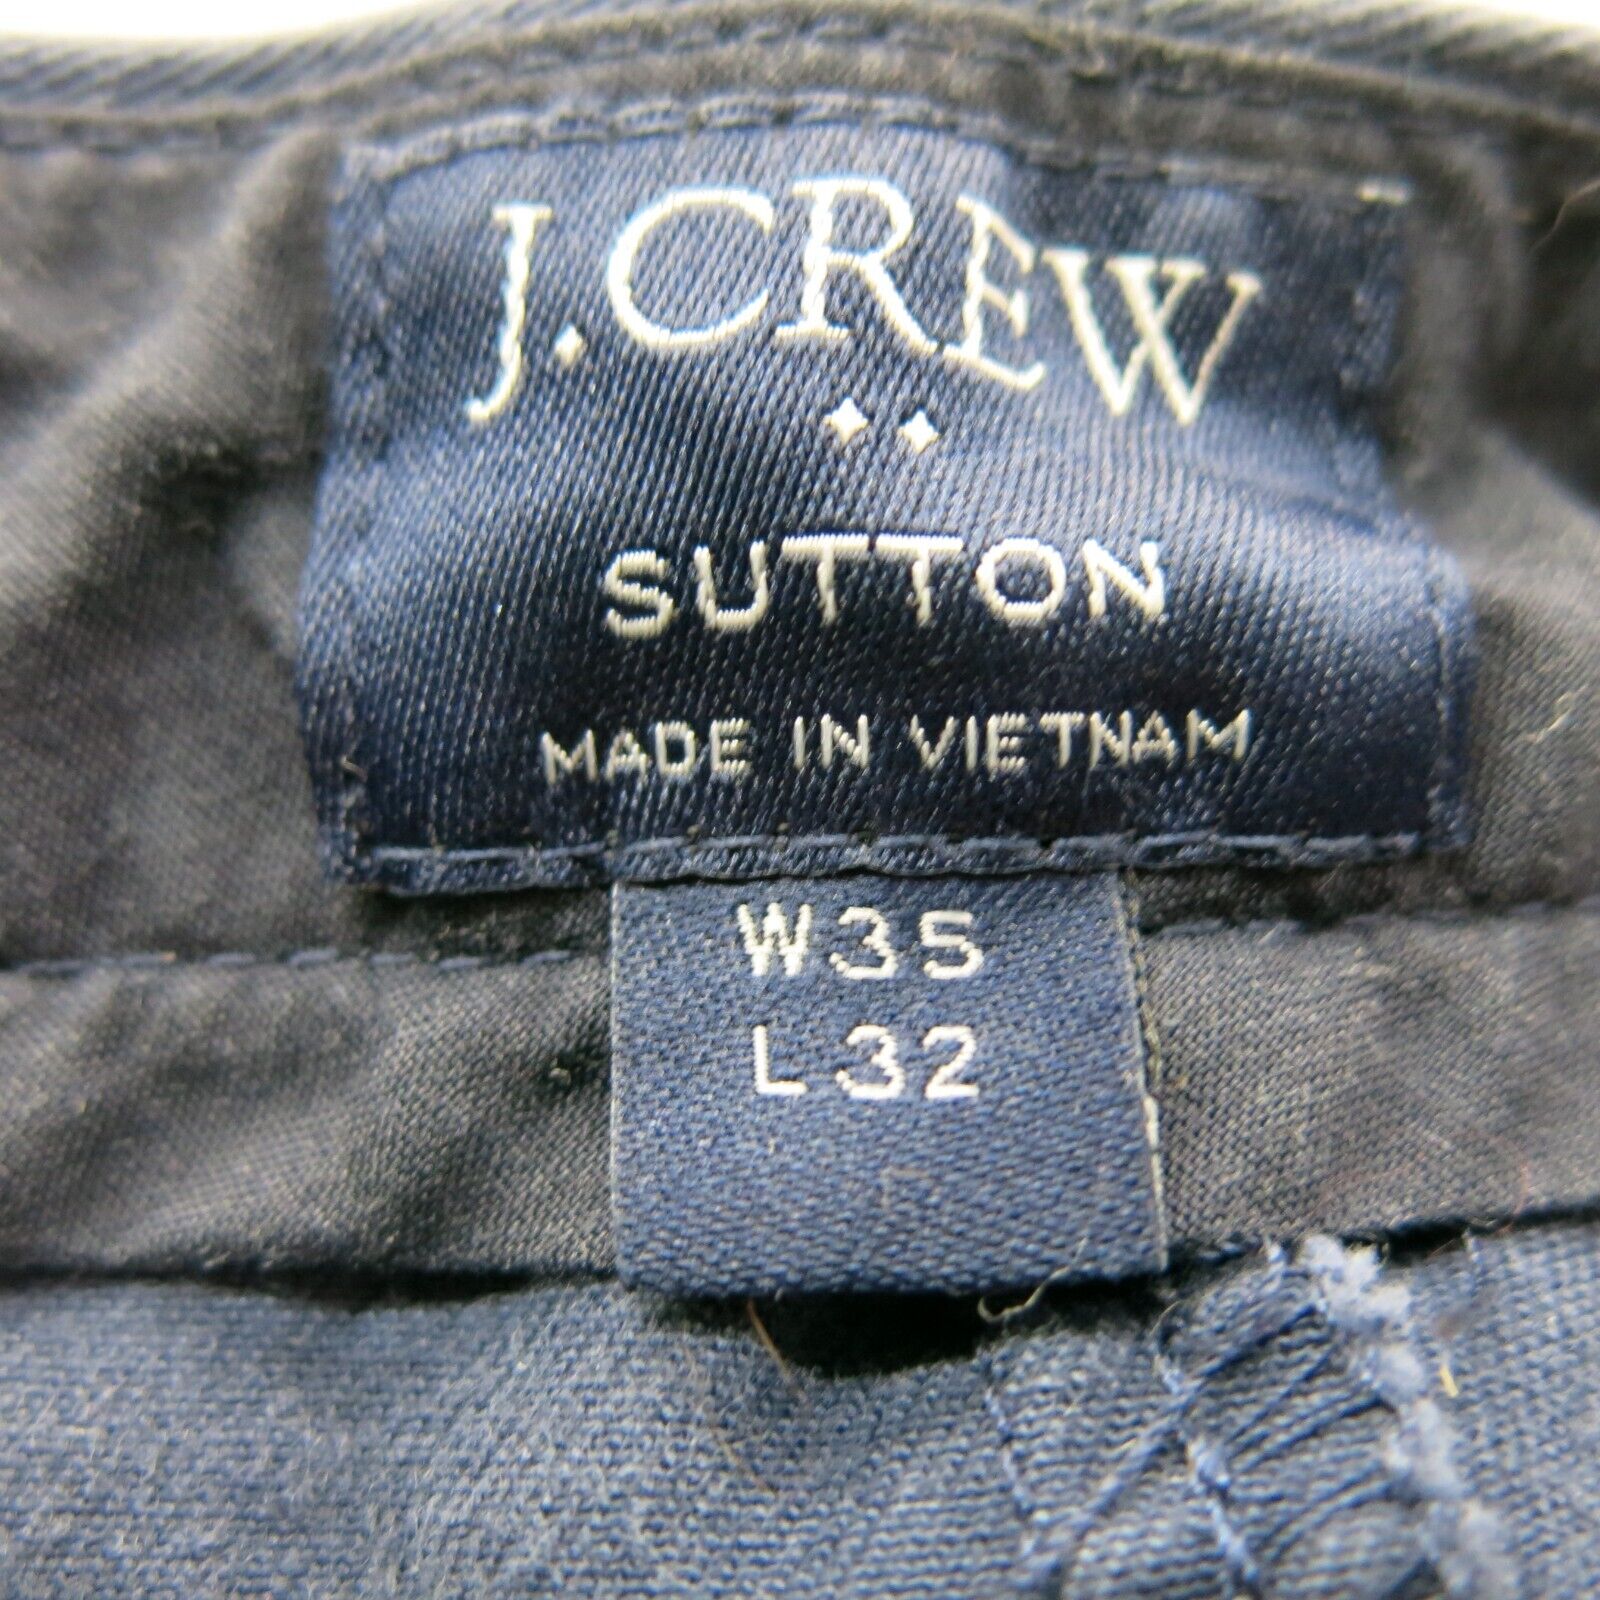 J.CREW
SUTTON
MADE IN VIETNAM
W35
L32